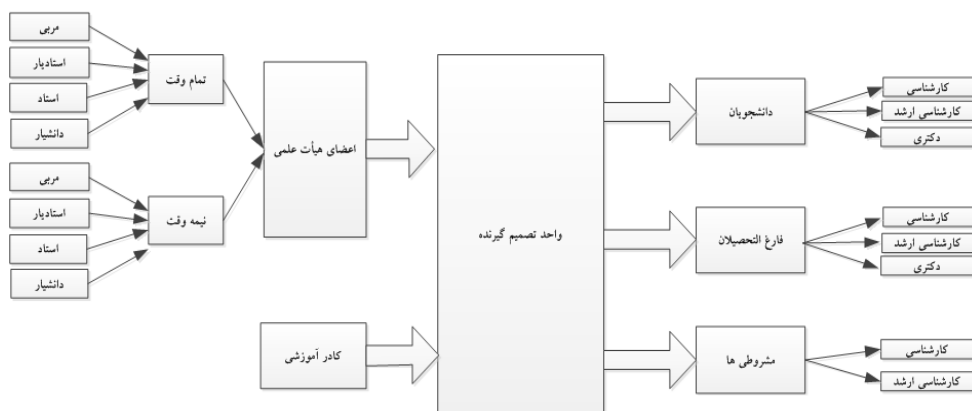 مربی
استادیار
استاد
دانشیار
تمام وقت
مربی
استادیار
استاد
دانشیار
نیمه وقت
اعضای هیأت علمی
کادر آموزشی
واحد تصمیم گیرنده
دانشجویان
کارشناسی
کارشناسی ارشد
دکتری
فارغ التحصیلان
کارشناسی
کارشناسی ارشد
دکتری
مشروطی ها
کارشناسی
کارشناسی ارشد